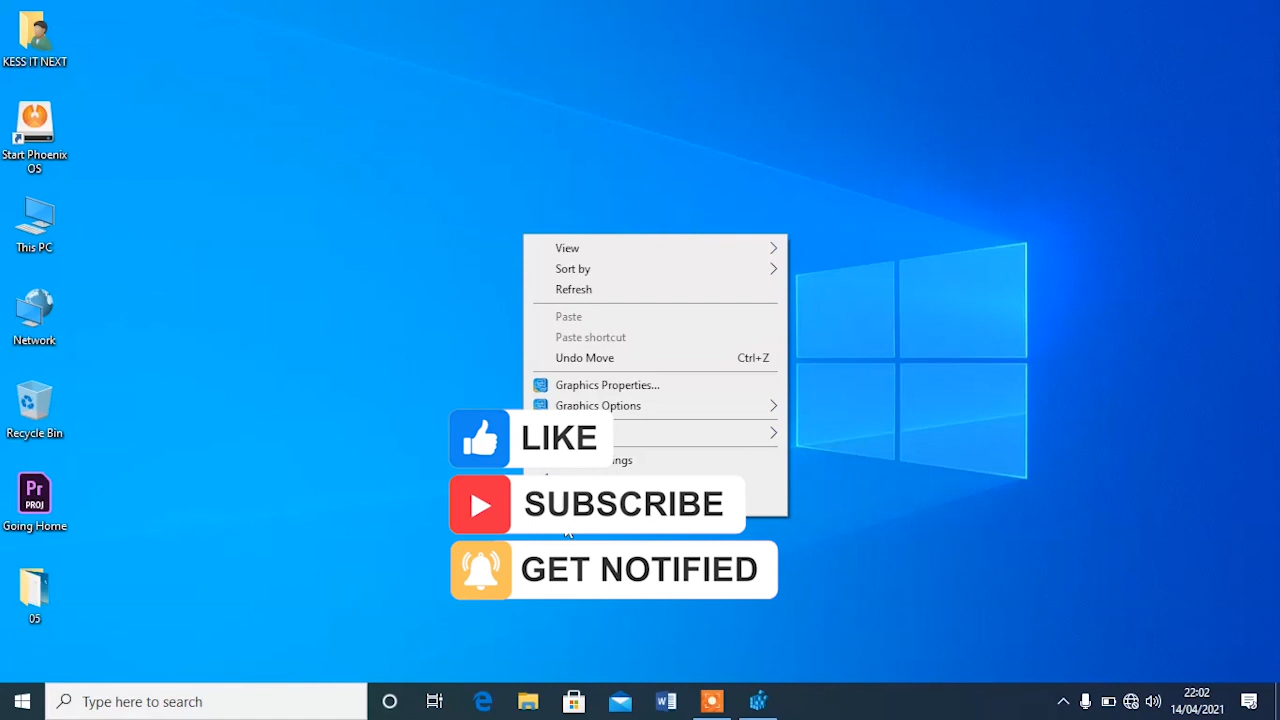 KESS IT NEXT
Start Phoenix
OS
This PC
Network
Recycle Bin
Pr
PROJ
Going Home
05
View
Sort by
Refresh
Paste
Paste shortcut
Undo Move Ctrl+Z
Graphics Properties...
Graphics Options
LIKE
SUBSCRIBE
GET NOTIFIED
Type here to search
22:02
14/04/2021